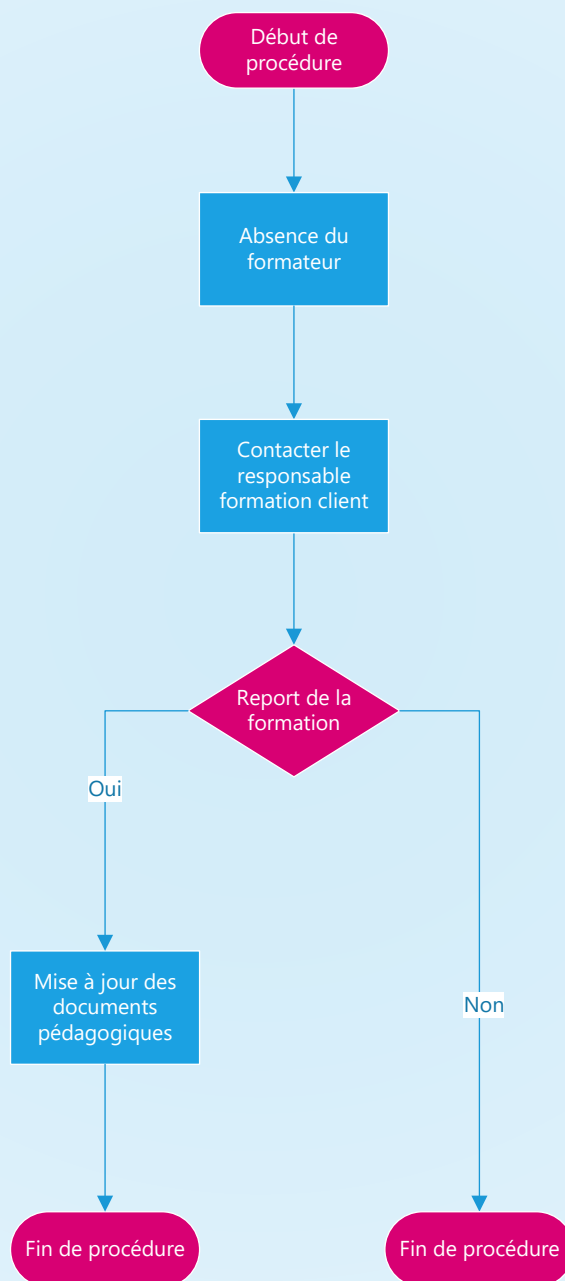 Début de
procédure
Absence du
formateur
Contacter le
responsable
formation client
Report de la
formation
Oui
Mise à jour des
documents
pédagogiques
Non
Fin de procédure
Fin de procédure